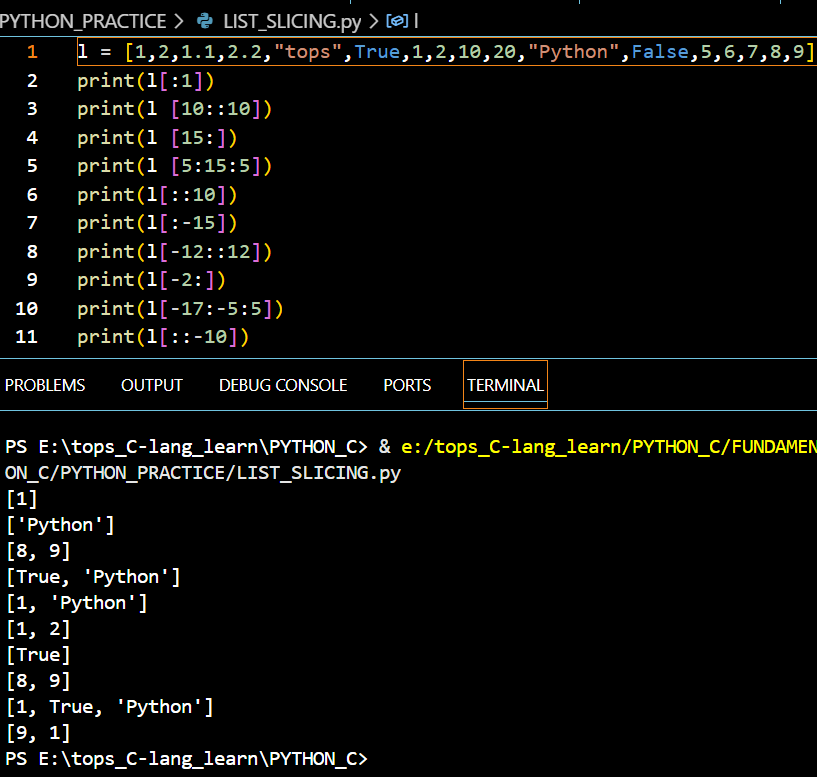 PYTHON_PRACTICE > LIST_SLICING.py > l
1 l = [1,2,1.1,2.2,"tops",True,1,2,10,20,"Python",False,5,6,7,8,9]
2 print(l[:1])
3 print(l [10::10])
4 print(l [15:])
5 print(l [5:15:5])
6 print(l[::10])
7 print(l[:-15])
8 print(l[-12::12])
9 print(l[-2:])
10 print(l[-17:-5:5])
11 print(l[::-10])
PROBLEMS OUTPUT DEBUG CONSOLE PORTS TERMINAL
PS E:\tops_C-lang_learn\PYTHON_C> & e:/tops_C-lang_learn/PYTHON_C/FUNDAMEN
ON_C/PYTHON_PRACTICE/LIST_SLICING.py
[1]
['Python']
[8, 9]
[True, 'Python']
[1, 'Python']
[1, 2]
[True]
[8, 9]
[1, True, 'Python']
[9, 1]
PS E:\tops_C-lang_learn\PYTHON_C>